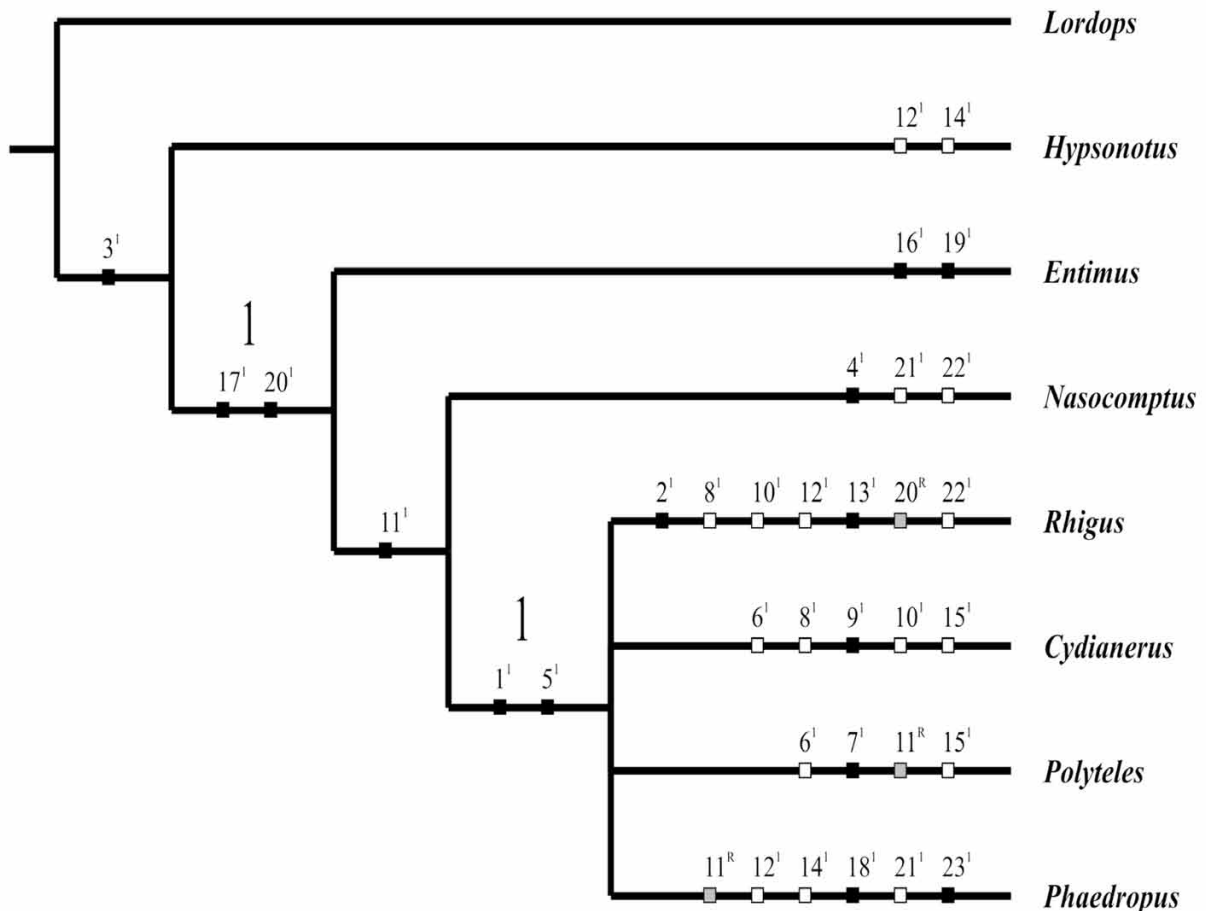 Lordops
12¹ 14¹
Hypsonotus
3¹
16¹ 19¹
Entimus
1
17¹ 20¹
4¹ 21¹ 22¹
Nasocomptus
2¹ 8¹ 10¹ 12¹ 13¹ 20ᴿ 22¹
Rhigus
11¹
1
6¹ 8¹ 9¹ 10¹ 15¹
Cydianerus
1¹ 5¹
6¹ 7¹ 11ᴿ 15¹
Polyteles
11ᴿ 12¹ 14¹ 18¹ 21¹ 23¹
Phaedropus